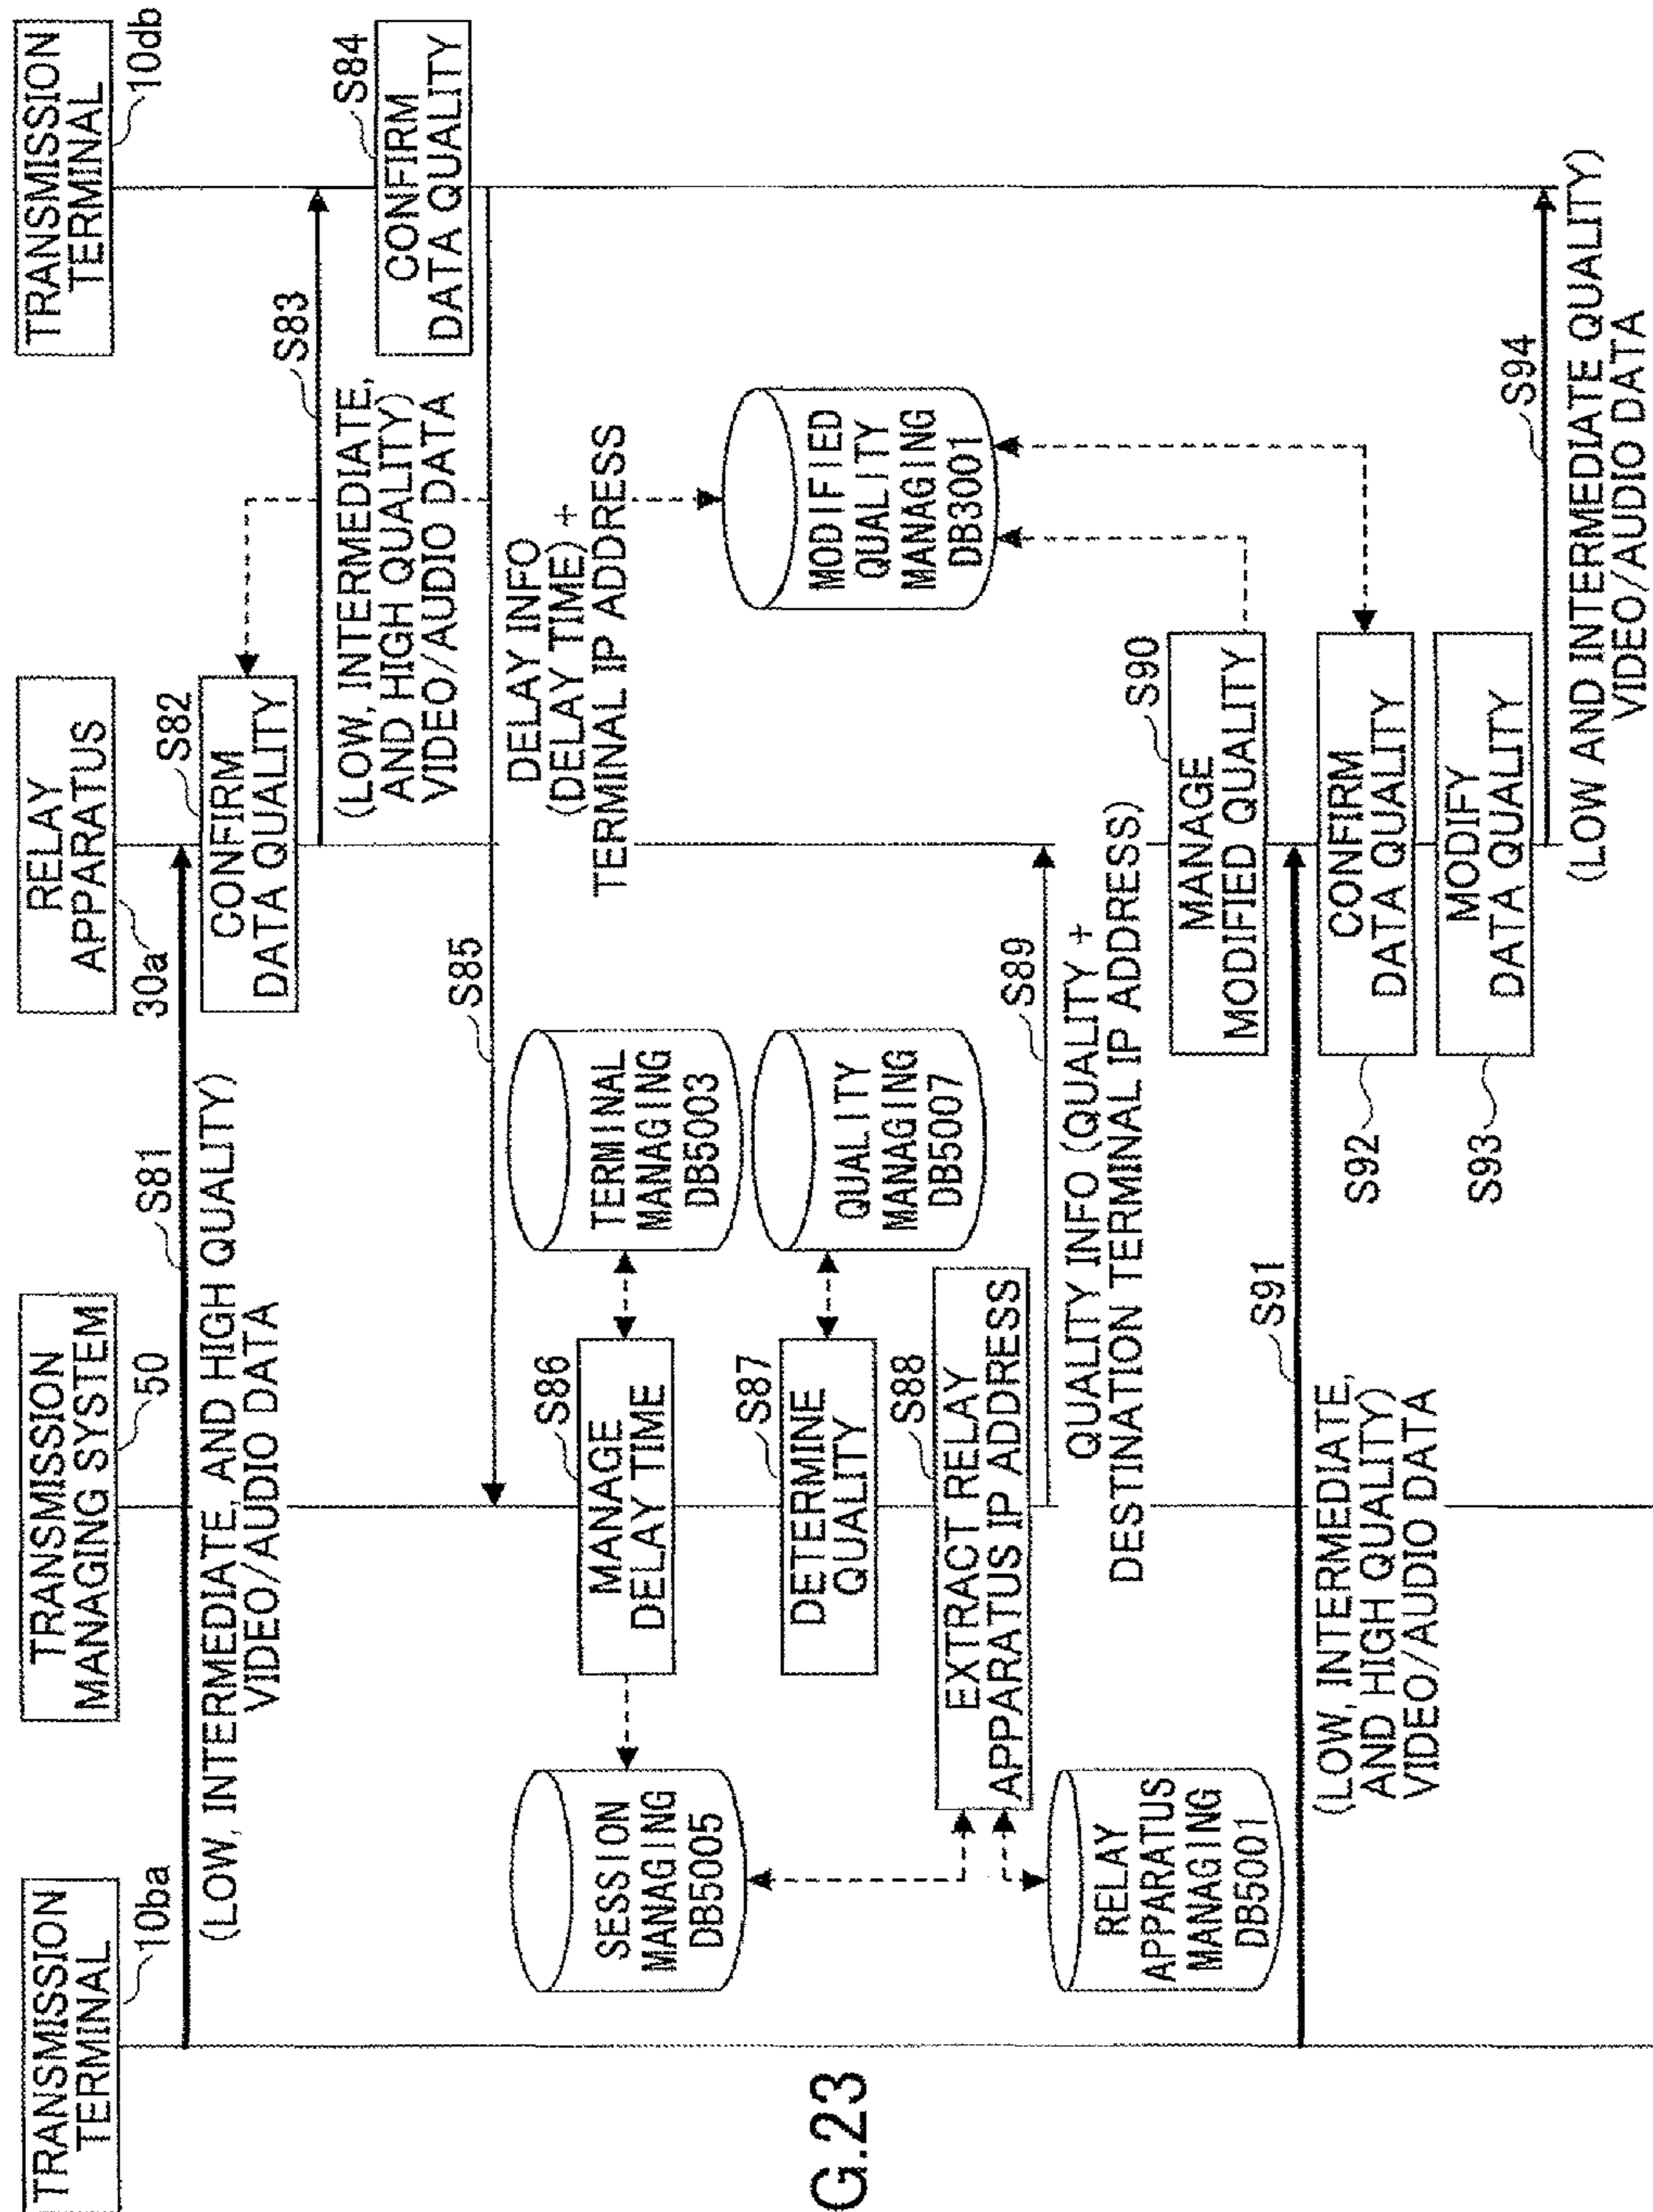 G.23
TRANSMISSION
TERMINAL
10ba
TRANSMISSION
MANAGING SYSTEM
50
RELAY
APPARATUS
30a
TRANSMISSION
TERMINAL
10db
S81
(LOW, INTERMEDIATE, AND HIGH QUALITY)
VIDEO/AUDIO DATA
S82
CONFIRM
DATA QUALITY
S83
(LOW, INTERMEDIATE,
AND HIGH QUALITY)
VIDEO/AUDIO DATA
S84
CONFIRM
DATA QUALITY
S85
DELAY INFO
(DELAY TIME) +
TERMINAL IP ADDRESS
SESSION
MANAGING
DB5005
S86
MANAGE
DELAY TIME
TERMINAL
MANAGING
DB5003
MODIFIED
QUALITY
MANAGING
DB3001
S87
DETERMINE
QUALITY
QUALITY
MANAGING
DB5007
S88
EXTRACT RELAY
APPARATUS IP ADDRESS
RELAY
APPARATUS
MANAGING
DB5001
S89
QUALITY INFO (QUALITY +
DESTINATION TERMINAL IP ADDRESS)
S90
MANAGE
MODIFIED QUALITY
S91
(LOW, INTERMEDIATE,
AND HIGH QUALITY)
VIDEO/AUDIO DATA
S92
CONFIRM
DATA QUALITY
S93
MODIFY
DATA QUALITY
S94
(LOW AND INTERMEDIATE QUALITY)
VIDEO/AUDIO DATA